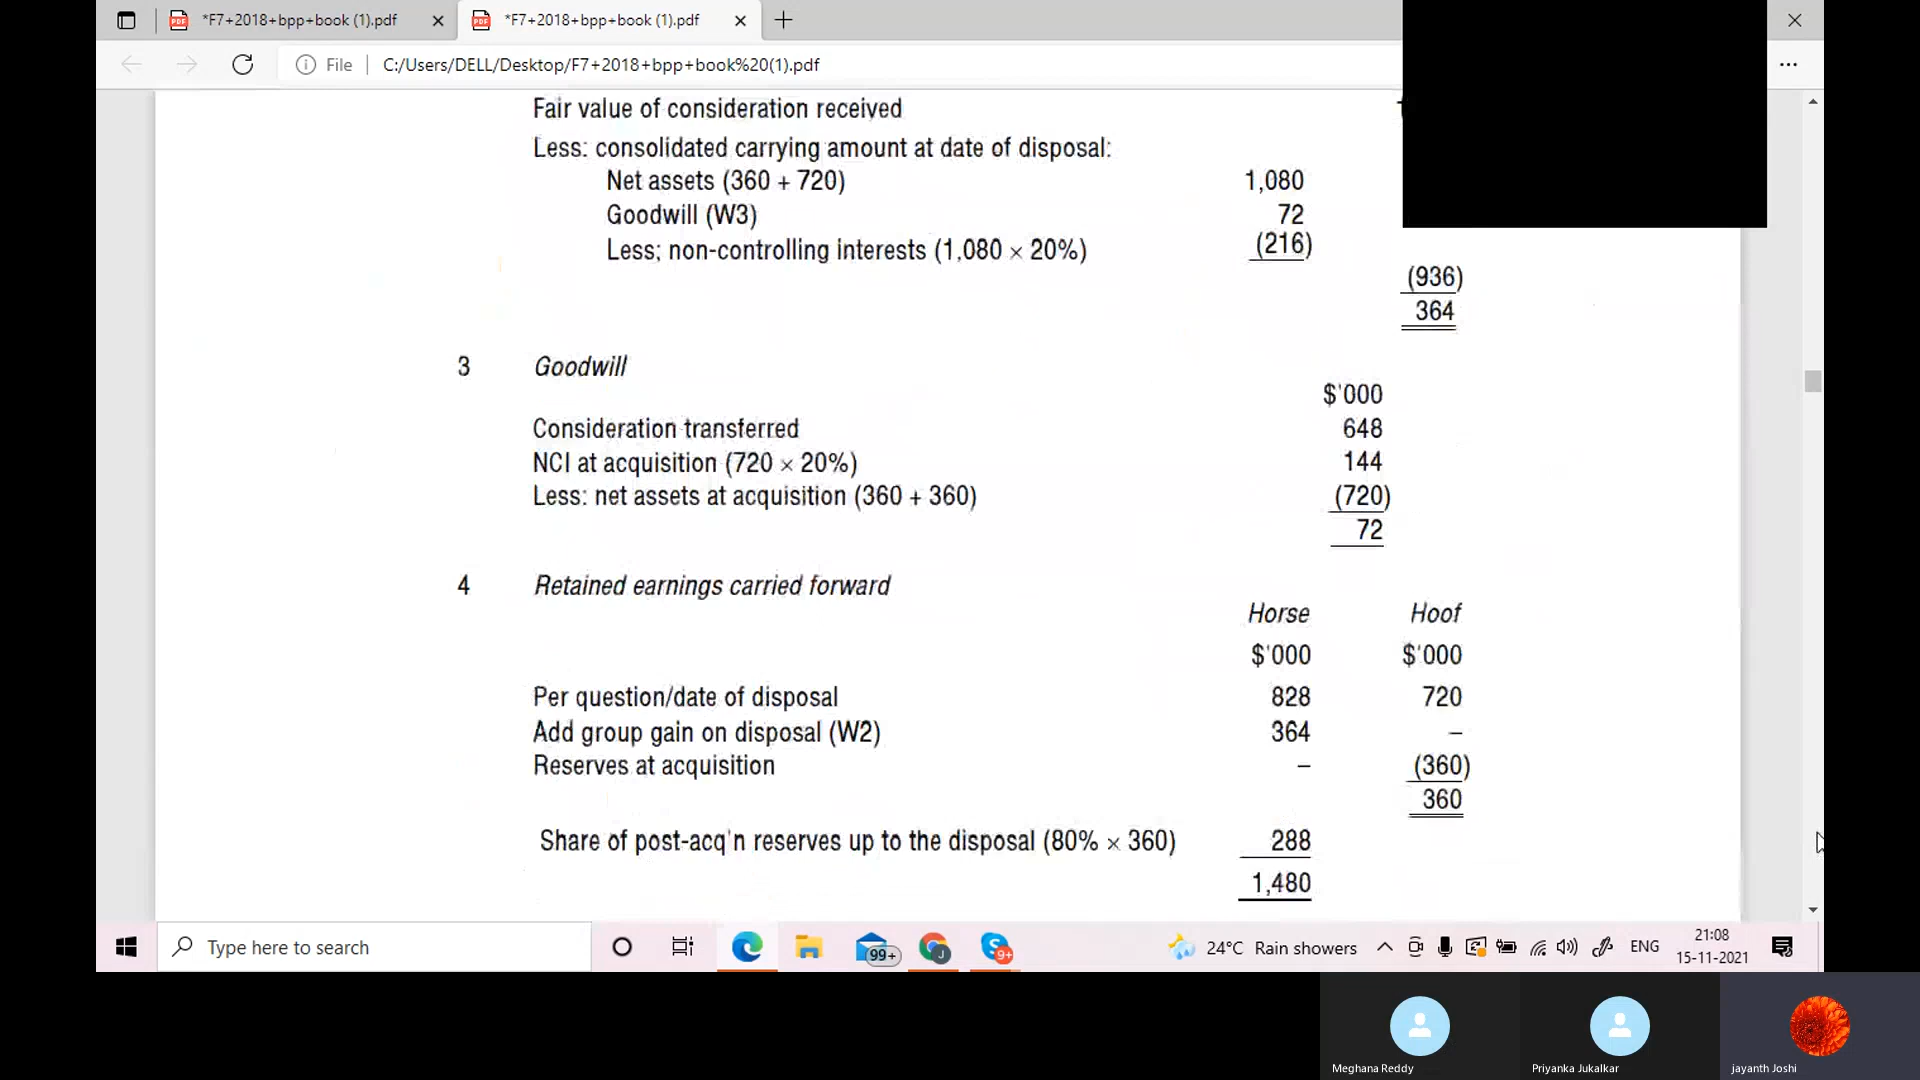 *F7+2018+bpp+book (1).pdf
*F7+2018+bpp+book (1).pdf
File C:/Users/DELL/Desktop/F7+2018+bpp+book%20(1).pdf
Fair value of consideration received
Less: consolidated carrying amount at date of disposal:
Net assets (360 + 720) 1,080
Goodwill (W3) 72
Less; non-controlling interests (1,080 × 20%) (216)
(936)
364
3 Goodwill
$'000
Consideration transferred 648
NCI at acquisition (720 × 20%) 144
Less: net assets at acquisition (360 + 360) (720)
72
4 Retained earnings carried forward
Horse Hoof
$'000 $'000
Per question/date of disposal 828 720
Add group gain on disposal (W2) 364 –
Reserves at acquisition – (360)
360
Share of post-acq'n reserves up to the disposal (80% × 360) 288
1,480
Type here to search 99+ J 9+ 24°C Rain showers ENG 21:08
15-11-2021
Meghana Reddy Priyanka Jukalkar jayanth Joshi